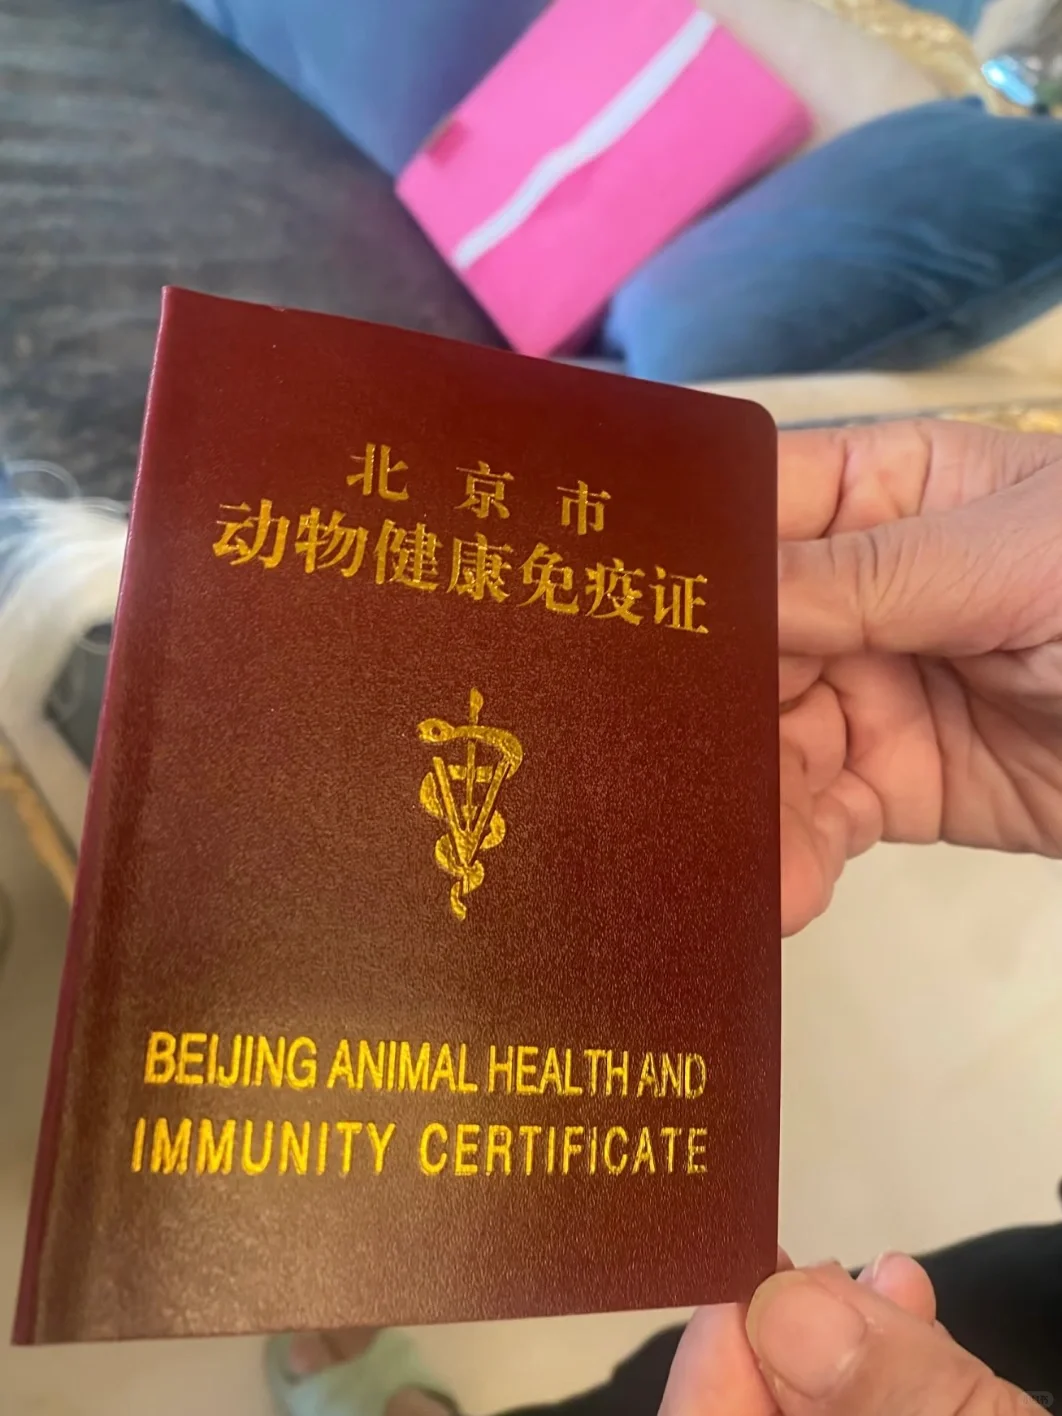 北京市
动物健康免疫证
BEIJING ANIMAL HEALTH AND
IMMUNITY CERTIFICATE